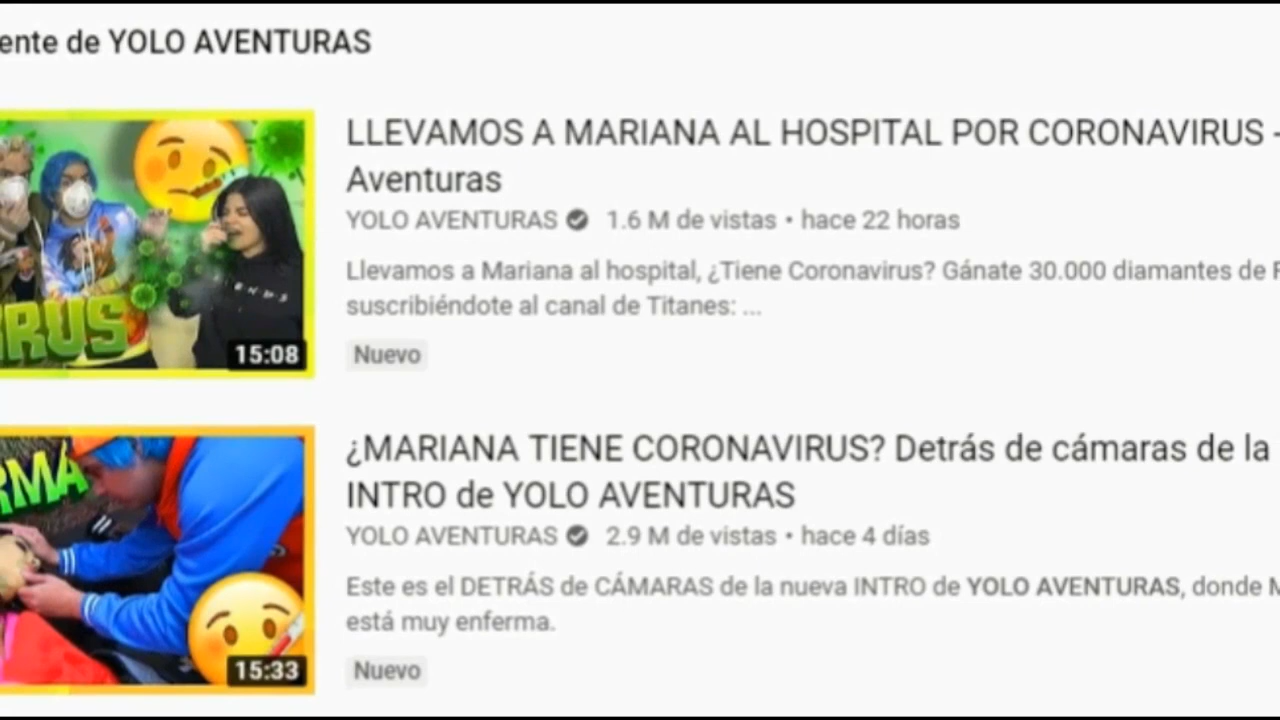 ente de YOLO AVENTURAS
LLEVAMOS A MARIANA AL HOSPITAL POR CORONAVIRUS -
Aventuras
YOLO AVENTURAS 1.6 M de vistas • hace 22 horas
Llevamos a Mariana al hospital, ¿Tiene Coronavirus? Gánate 30.000 diamantes de F
suscribiéndote al canal de Titanes: ...
Nuevo
IRUS
15:08
¿MARIANA TIENE CORONAVIRUS? Detrás de cámaras de la
INTRO de YOLO AVENTURAS
YOLO AVENTURAS 2.9 M de vistas • hace 4 días
Este es el DETRÁS de CÁMARAS de la nueva INTRO de YOLO AVENTURAS, donde M
está muy enferma.
Nuevo
RMA
15:33